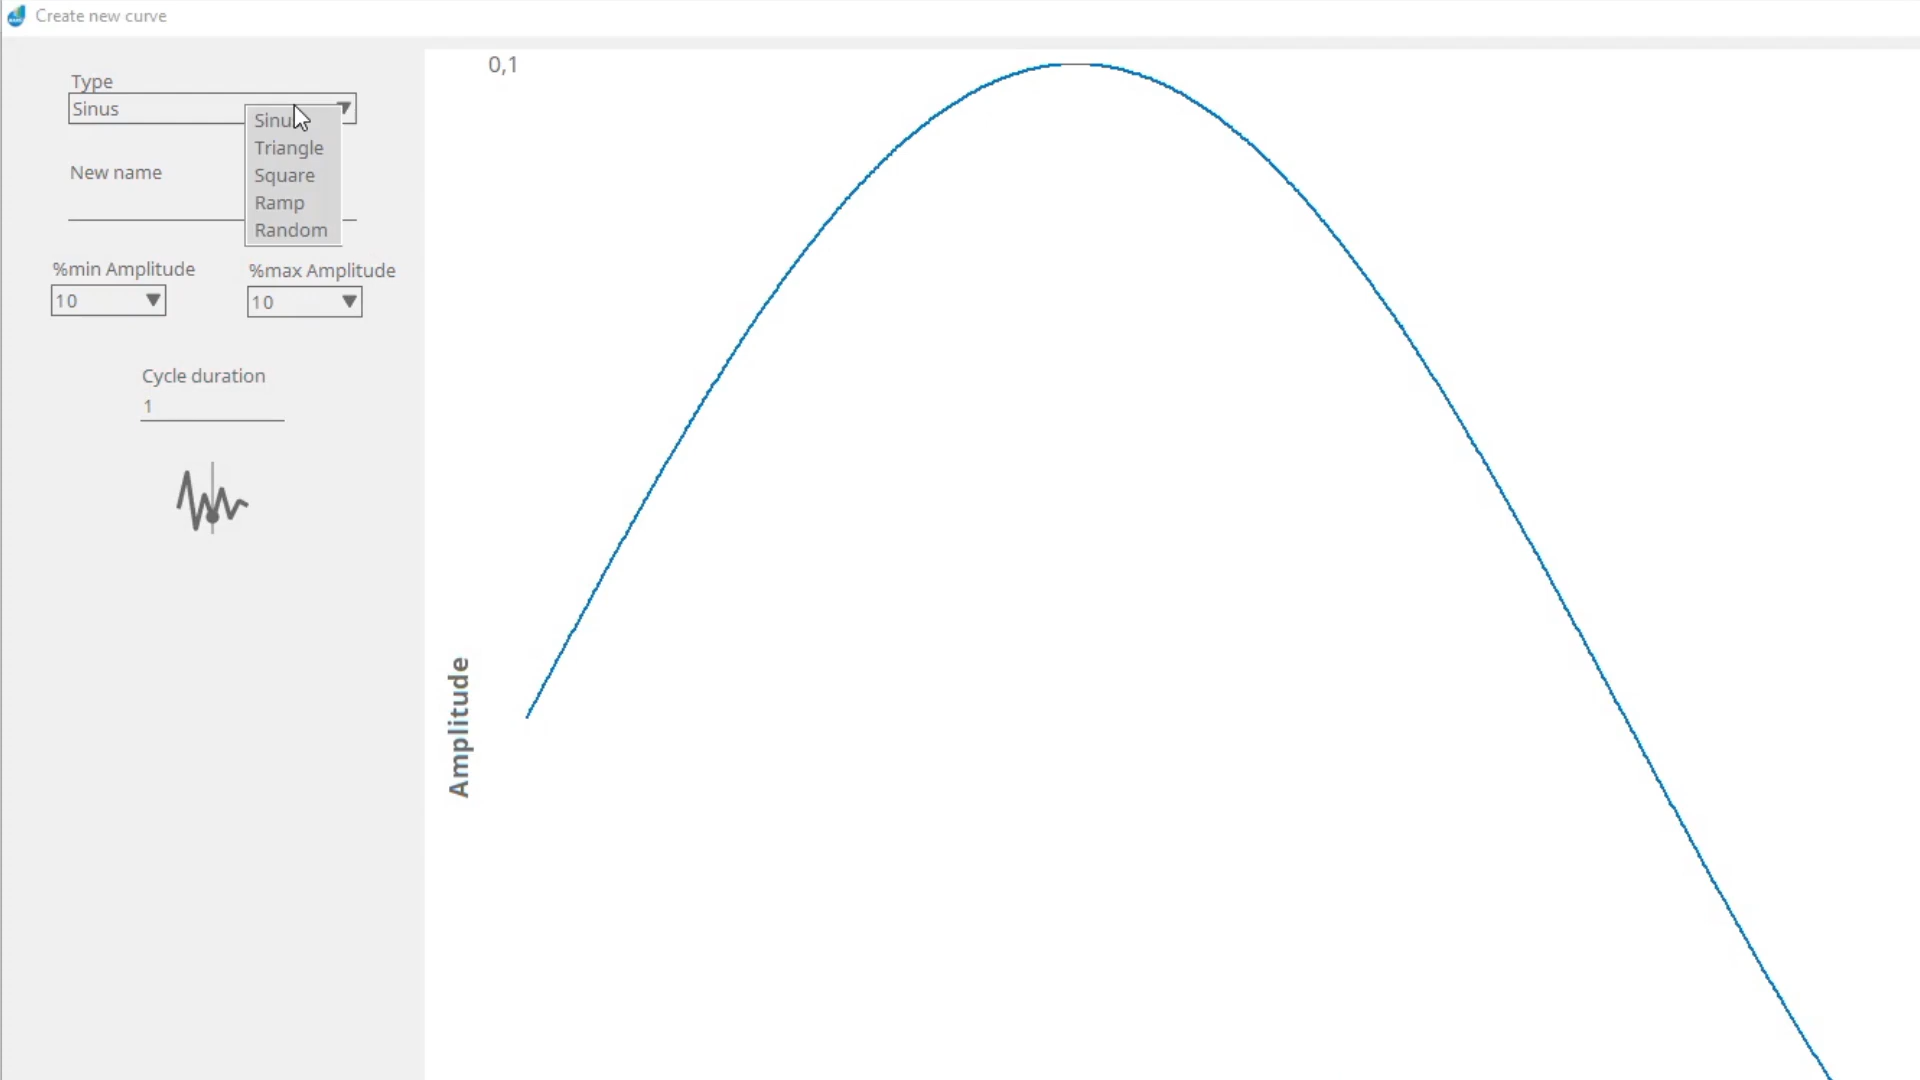 Create new curve
Type
Sinus
Sinus
Triangle
Square
Ramp
Random
New name
%min Amplitude
%max Amplitude
10
10
Cycle duration
1
0,1
Amplitude